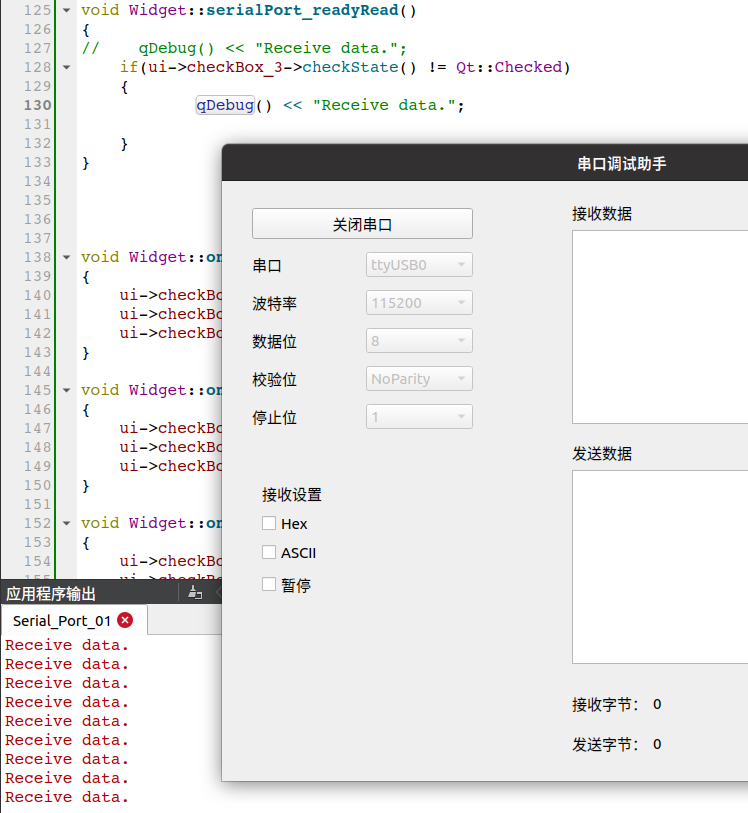 125 void Widget::serialPort_readyRead()
126 {
127 //    qDebug() << "Receive data.";
128     if(ui->checkBox_3->checkState() != Qt::Checked)
129     {
130             qDebug() << "Receive data.";
131
132     }
133 }
134
135
136
137
138 void Widget::on
139 {
140     ui->checkBo
141     ui->checkBo
142     ui->checkBo
143 }
144
145 void Widget::on
146 {
147     ui->checkBo
148     ui->checkBo
149     ui->checkBo
150 }
151
152 void Widget::on
153 {
154     ui->checkBo
串口调试助手
关闭串口
串口 ttyUSB0
波特率 115200
数据位 8
校验位 NoParity
停止位 1
接收设置
Hex
ASCII
暂停
接收数据
发送数据
接收字节： 0
发送字节： 0
应用程序输出
Serial_Port_01
Receive data.
Receive data.
Receive data.
Receive data.
Receive data.
Receive data.
Receive data.
Receive data.
Receive data.